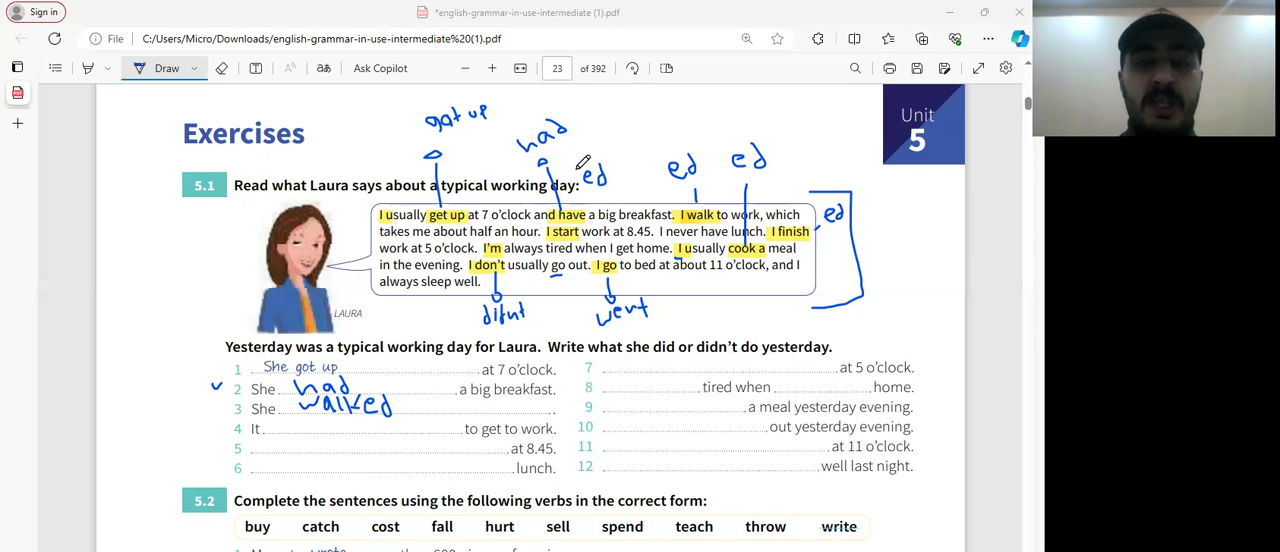 Sign in
*english-grammar-in-use-intermediate (1).pdf
File C:/Users/Micro/Downloads/english-grammar-in-use-intermediate%20(1).pdf
Draw Ask Copilot 23 of 392
Exercises
Unit
5
got up
had
ed
ed
ed
5.1 Read what Laura says about a typical working day:
I usually get up at 7 o'clock and have a big breakfast. I walk to work, which
takes me about half an hour. I start work at 8.45. I never have lunch. I finish
ed
work at 5 o'clock. I'm always tired when I get home. I usually cook a meal
in the evening. I don't usually go out. I go to bed at about 11 o'clock, and I
always sleep well.
LAURA
didnt
went
Yesterday was a typical working day for Laura. Write what she did or didn't do yesterday.
1 She got up at 7 o'clock.
2 She had a big breakfast.
3 She walked .
4 It to get to work.
5 at 8.45.
6 lunch.
7 at 5 o'clock.
8 tired when home.
9 a meal yesterday evening.
10 out yesterday evening.
11 at 11 o'clock.
12 well last night.
5.2 Complete the sentences using the following verbs in the correct form:
buy catch cost fall hurt sell spend teach throw write